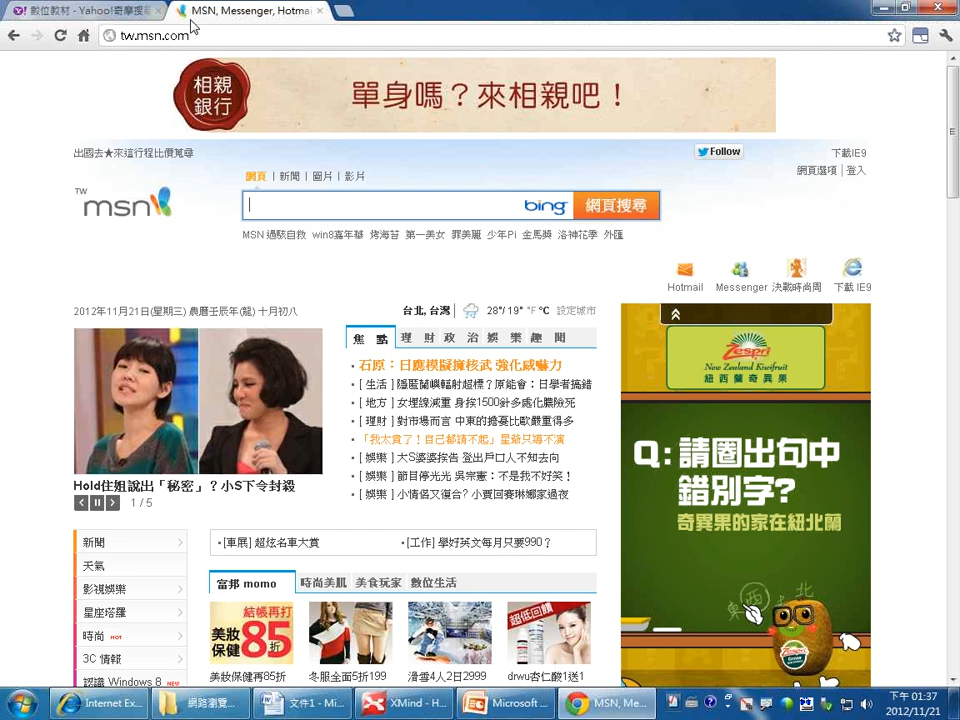 數位教材 - Yahoo!奇摩搜尋
MSN, Messenger, Hotmai
tw.msn.com
相親
銀行
單身嗎？來相親吧！
出國去★來這行程比價蒐尋
Follow
下載IE9
網頁 | 新聞 | 圖片 | 影片
網頁選項 | 登入
TW
msn
bing
網頁搜尋
MSN 過駭自救 win8嘉年華 烤海苔 第一美女 罪美麗 少年Pi 金馬獎 洛神花季 外匯
Hotmail
Messenger
決戰時尚周
下載 IE9
2012年11月21日(星期三) 農曆壬辰年(龍) 十月初八
台北, 台灣
28°/ 19° °F °C 設定城市
焦 點
理 財 政 治 娛 樂 趣 聞
石原：日應模擬擁核武 強化威嚇力
[ 生活 ] 隱匿蘭嶼輻射超標？原能會：日學者搞錯
[ 地方 ] 女埋線減重 身挨1500針多處化膿險死
[ 理財 ] 對市場而言 中東的擔憂比歐嚴重得多
「我太貴了！自己都請不起」星爺只導不演
[ 娛樂 ] 大S婆婆挨告 登出戶口人不知去向
[ 娛樂 ] 節目停光光 吳宗憲：不是我不好笑！
[ 娛樂 ] 小情侶又復合? 小賈回賽琳娜家過夜
Hold住姐說出「秘密」？小S下令封殺
1 / 5
Zespri
New Zealand Kiwifruit
紐西蘭奇異果
Q:請圈出句中
錯別字?
奇異果的家在紐北蘭
東 西 北
新聞
天氣
影視娛樂
星座塔羅
時尚 HOT
3C 情報
認識 Windows 8 NEW
[車展] 超炫名車大賞
[工作] 學好英文每月只要990？
富邦 momo
時尚美肌
美食玩家
數位生活
結帳再打
美妝
保健
85折
超低回饋
美妝保健再85折
冬服全面5折199
滑雪4人2日2999
drwu杏仁酸1送1
Zespri
Internet Ex...
網路瀏覽...
文件1 - Mi...
XMind - H...
Microsoft ...
MSN, Me...
下午 01:37
2012/11/21